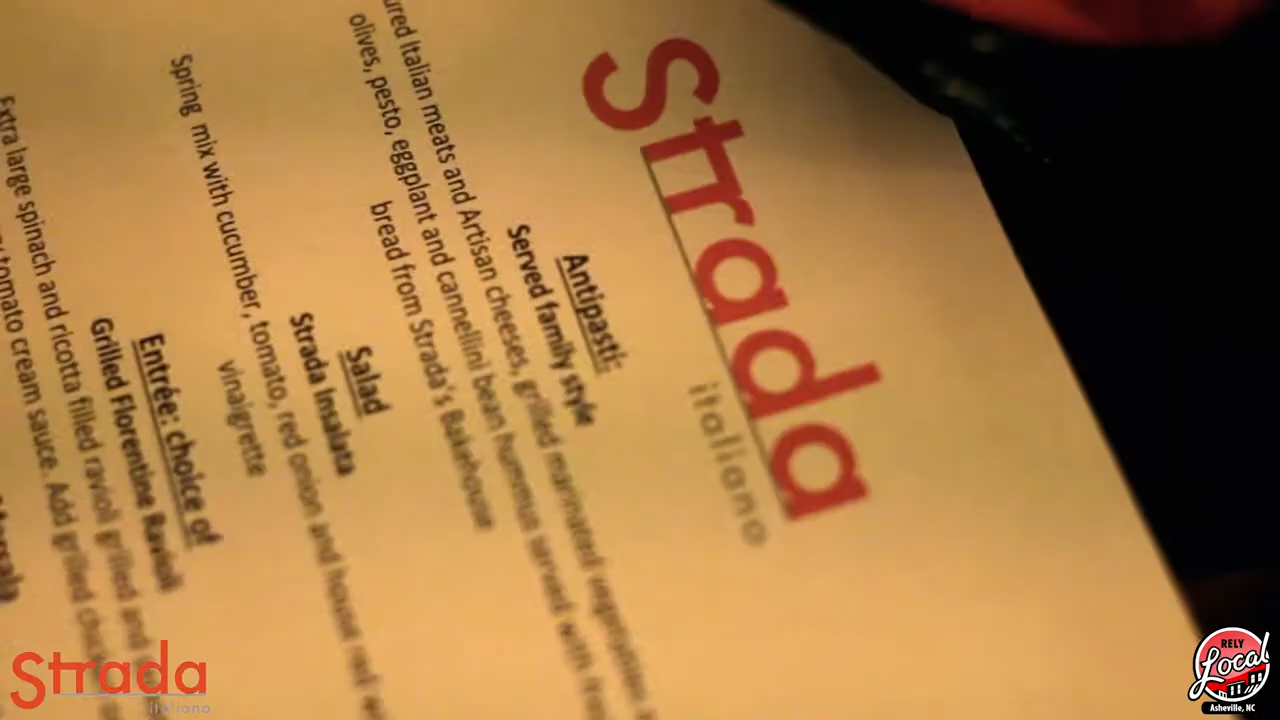 Strada
italiano
Antipasti:
Served family style
ured Italian meats and Artisan cheeses, grilled marinated vegetables
olives, pesto, eggplant and cannellini bean hummus served with
bread from Strada's Bakehouse
Salad
Strada Insalata
Spring mix with cucumber, tomato, red onion and house red
vinaigrette
Entrée: choice of
Grilled Florentine Ravioli
Extra large spinach and ricotta filled ravioli grilled and
tomato cream sauce. Add grilled
Marsala
Strada
italiano
RELY
Local
Asheville, NC